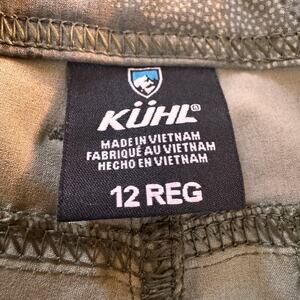 KÜHL®
MADE IN VIETNAM
FABRIQUÉ AU VIETNAM
HECHO EN VIETNAM
12 REG